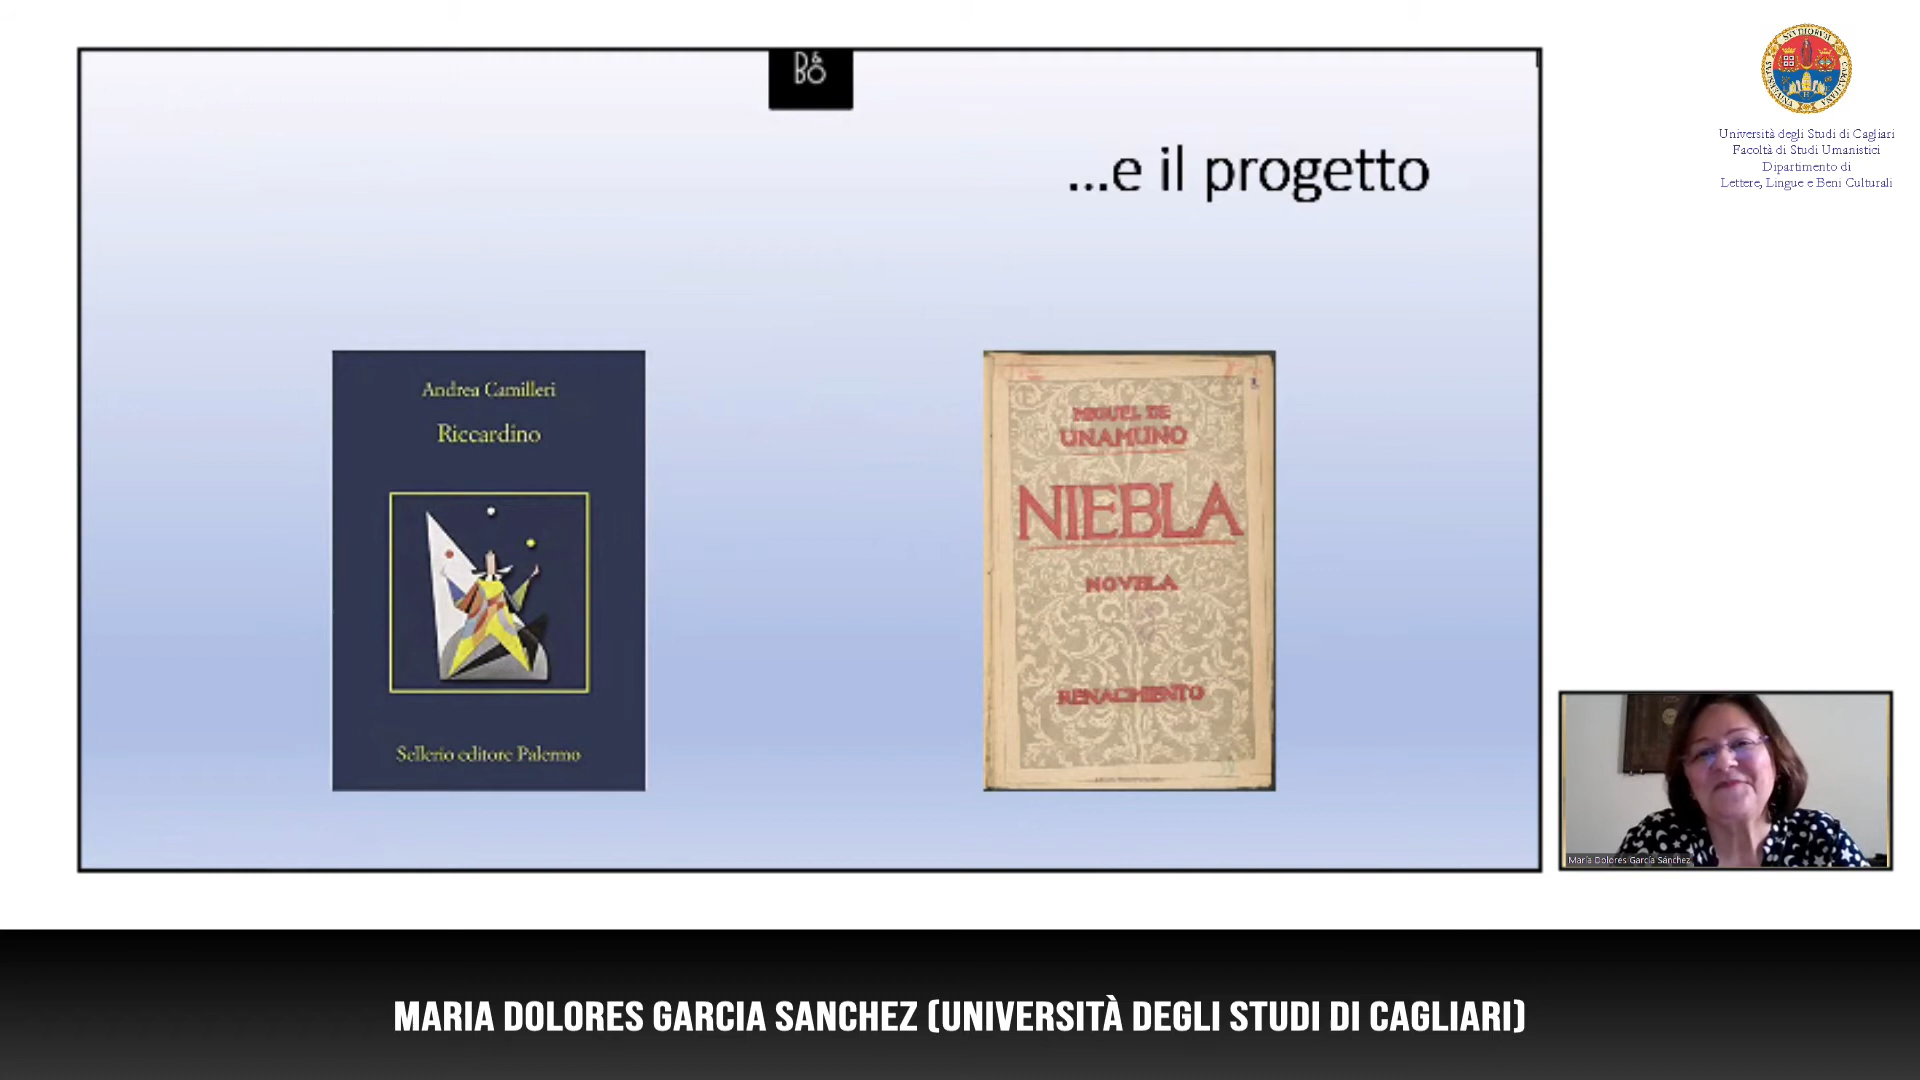 D&
BO
...e il progetto
Andrea Camilleri
Riccardino
Sellerio editore Palermo
MIGUEL DE
UNAMUNO
NIEBLA
NOVELA
RENACIMIENTO
Università degli Studi di Cagliari
Facoltà di Studi Umanistici
Dipartimento di
Lettere, Lingue e Beni Culturali
María Dolores García Sánchez
MARIA DOLORES GARCIA SANCHEZ (UNIVERSITÀ DEGLI STUDI DI CAGLIARI)